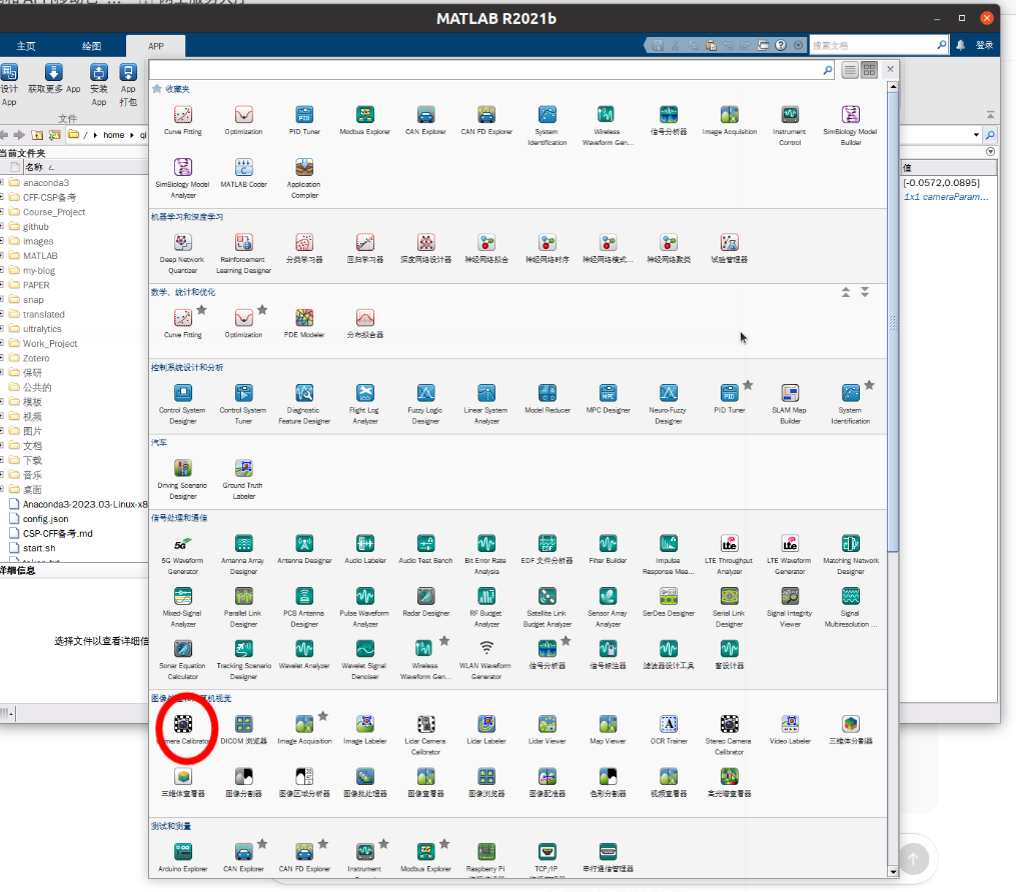 MATLAB R2021b
主页 绘图 APP
搜索文档
登录
设计 App
获取更多 App
安装 App
App 打包
文件
/ home qi
当前文件夹
名称
anaconda3
CFF-CSP备考
Course_Project
github
images
MATLAB
my-blog
PAPER
snap
translated
ultralytics
Work_Project
Zotero
保研
公共的
模板
视频
图片
文档
下载
音乐
桌面
Anaconda3-2023.03-Linux-x8
config.json
CSP-CFF备考.md
start.sh
详细信息
选择文件以查看详细信
值
[-0.0572,0.0895]
1x1 cameraParam...
收藏夹
Curve Fitting
Optimization
PID Tuner
Modbus Explorer
CAN Explorer
CAN FD Explorer
System Identification
Wireless Waveform Gen...
信号分析器
Image Acquisition
Instrument Control
SimBiology Model Builder
SimBiology Model Analyzer
MATLAB Coder
Application Compiler
机器学习和深度学习
Deep Network Quantizer
Reinforcement Learning Designer
分类学习器
回归学习器
深度网络设计器
神经网络拟合
神经网络时序
神经网络模式...
神经网络聚类
试验管理器
数学、统计和优化
Curve Fitting
Optimization
PDE Modeler
分布拟合器
控制系统设计和分析
Control System Designer
Control System Tuner
Diagnostic Feature Designer
Flight Log Analyzer
Fuzzy Logic Designer
Linear System Analyzer
Model Reducer
MPC Designer
Neuro-Fuzzy Designer
PID Tuner
SLAM Map Builder
System Identification
汽车
Driving Scenario Designer
Ground Truth Labeler
信号处理和通信
5G Waveform Generator
Antenna Array Designer
Antenna Designer
Audio Labeler
Audio Test Bench
Bit Error Rate Analysis
EDF 文件分析器
Filter Builder
Impulse Response Mea...
LTE Throughput Analyzer
LTE Waveform Generator
Matching Network Designer
Mixed-Signal Analyzer
Parallel Link Designer
PCB Antenna Designer
Pulse Waveform Analyzer
Radar Designer
RF Budget Analyzer
Satellite Link Budget Analyzer
Sensor Array Analyzer
SerDes Designer
Serial Link Designer
Signal Integrity Viewer
Signal Multiresolution ...
Sonar Equation Calculator
Tracking Scenario Designer
Wavelet Analyzer
Wavelet Signal Denoiser
Wireless Waveform Gen...
WLAN Waveform Generator
信号分析器
信号标注器
滤波器设计工具
窗设计器
图像处理和计算机视觉
Camera Calibrator
DICOM 浏览器
Image Acquisition
Image Labeler
Lidar Camera Calibrator
Lidar Labeler
Lidar Viewer
Map Viewer
OCR Trainer
Stereo Camera Calibrator
Video Labeler
三维体分割器
三维体查看器
图像分割器
图像区域分析器
图像批处理器
图像查看器
图像浏览器
图像配准器
色彩分割器
视频查看器
高光谱查看器
测试和测量
Arduino Explorer
CAN Explorer
CAN FD Explorer
Instrument
Modbus Explorer
Raspberry Pi
TCP/IP
串行通信管理器